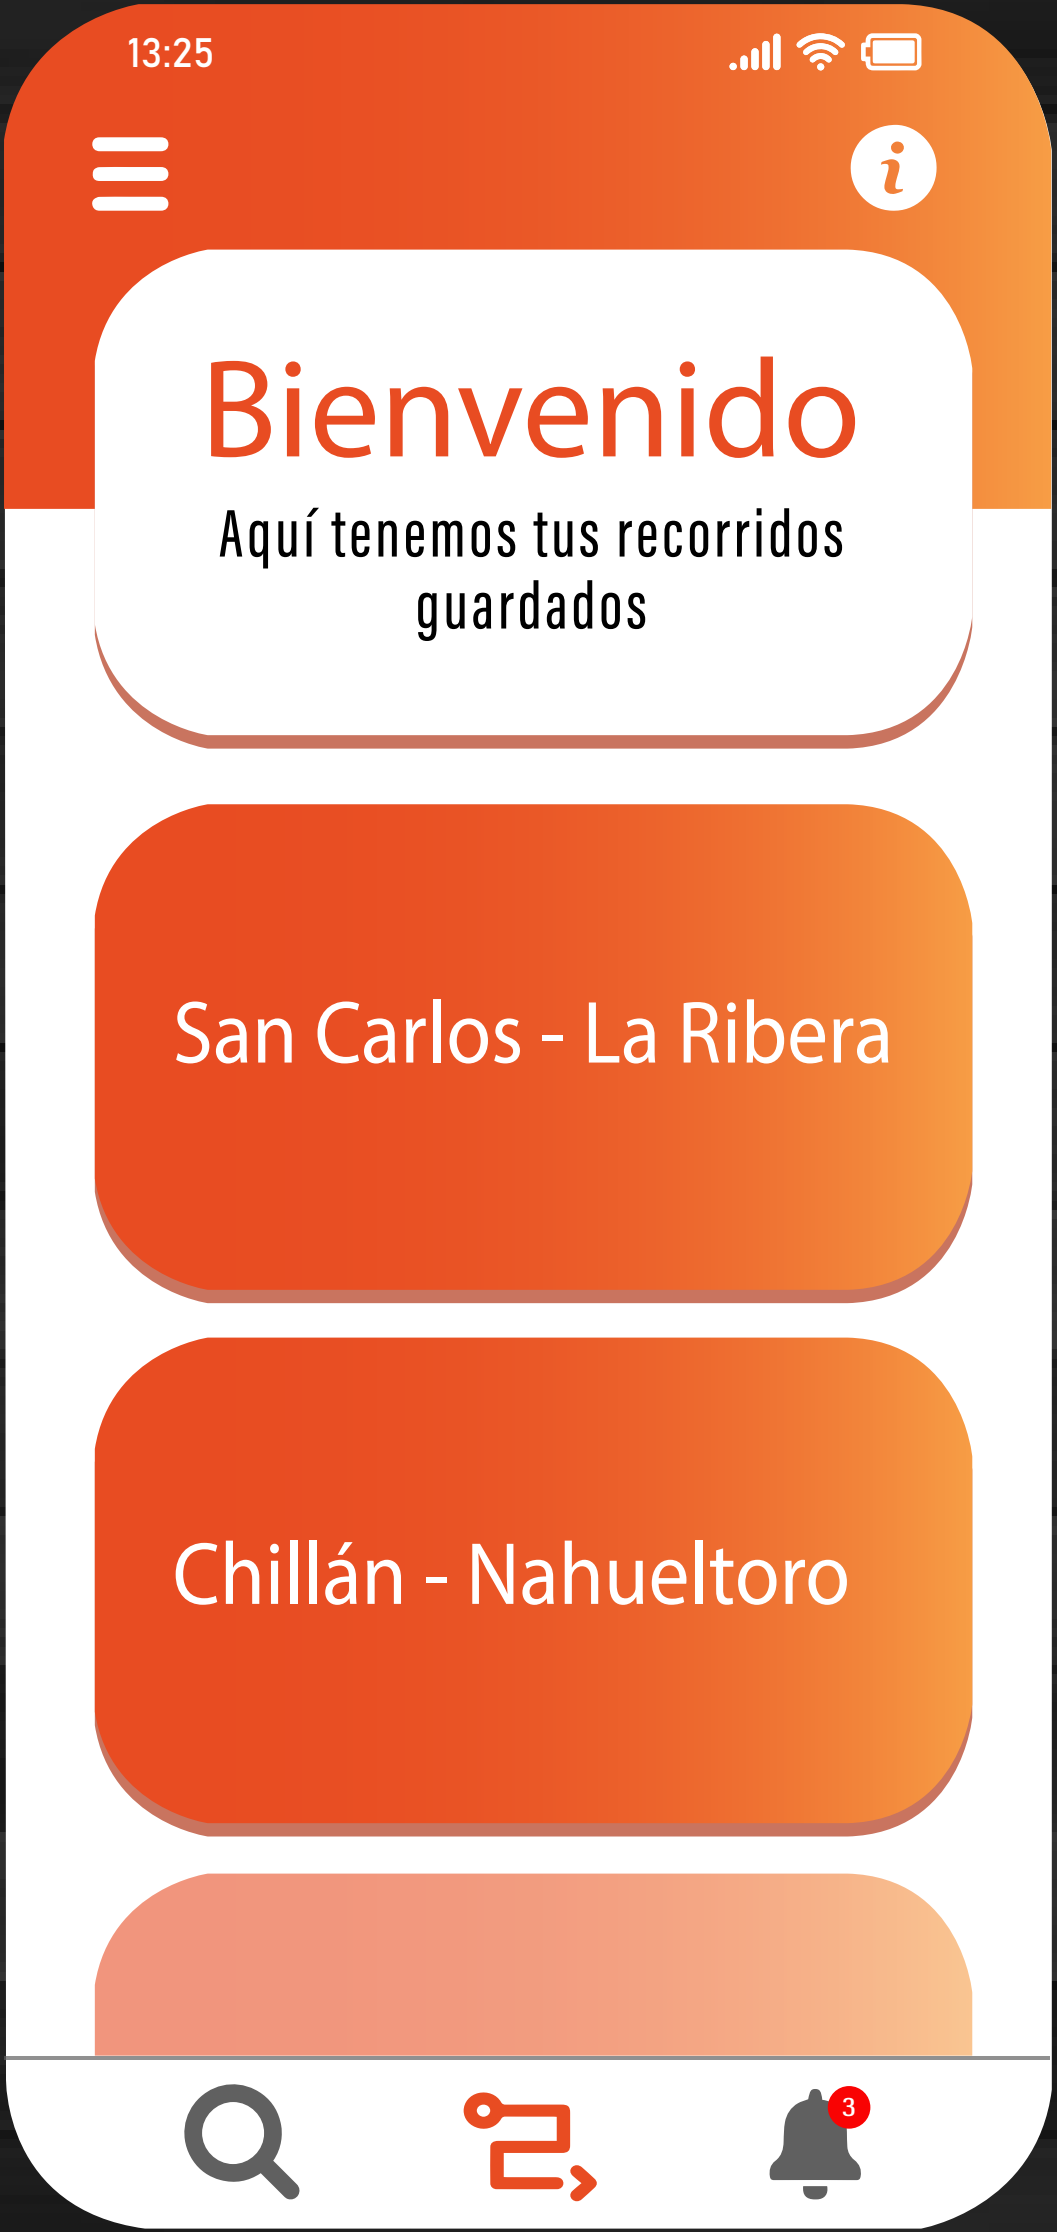 13:25
i
Bienvenido
Aquí tenemos tus recorridos
guardados
San Carlos - La Ribera
Chillán - Nahueltoro
3